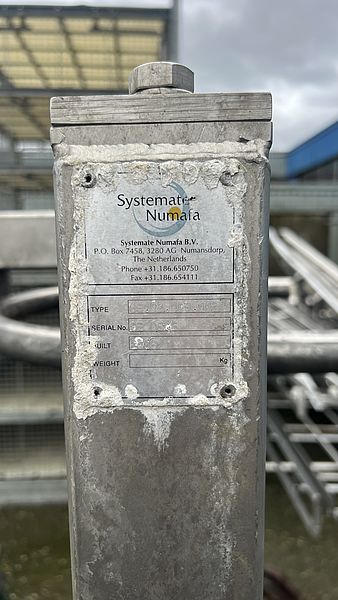 Systemate
Numafa
Systemate Numafa B.V.
P.O. Box 7458, 3280 AG Numansdorp,
The Netherlands
Phone +31.186.650750
Fax +31.186.654111
TYPE
SERIAL No.
BUILT
WEIGHT Kg